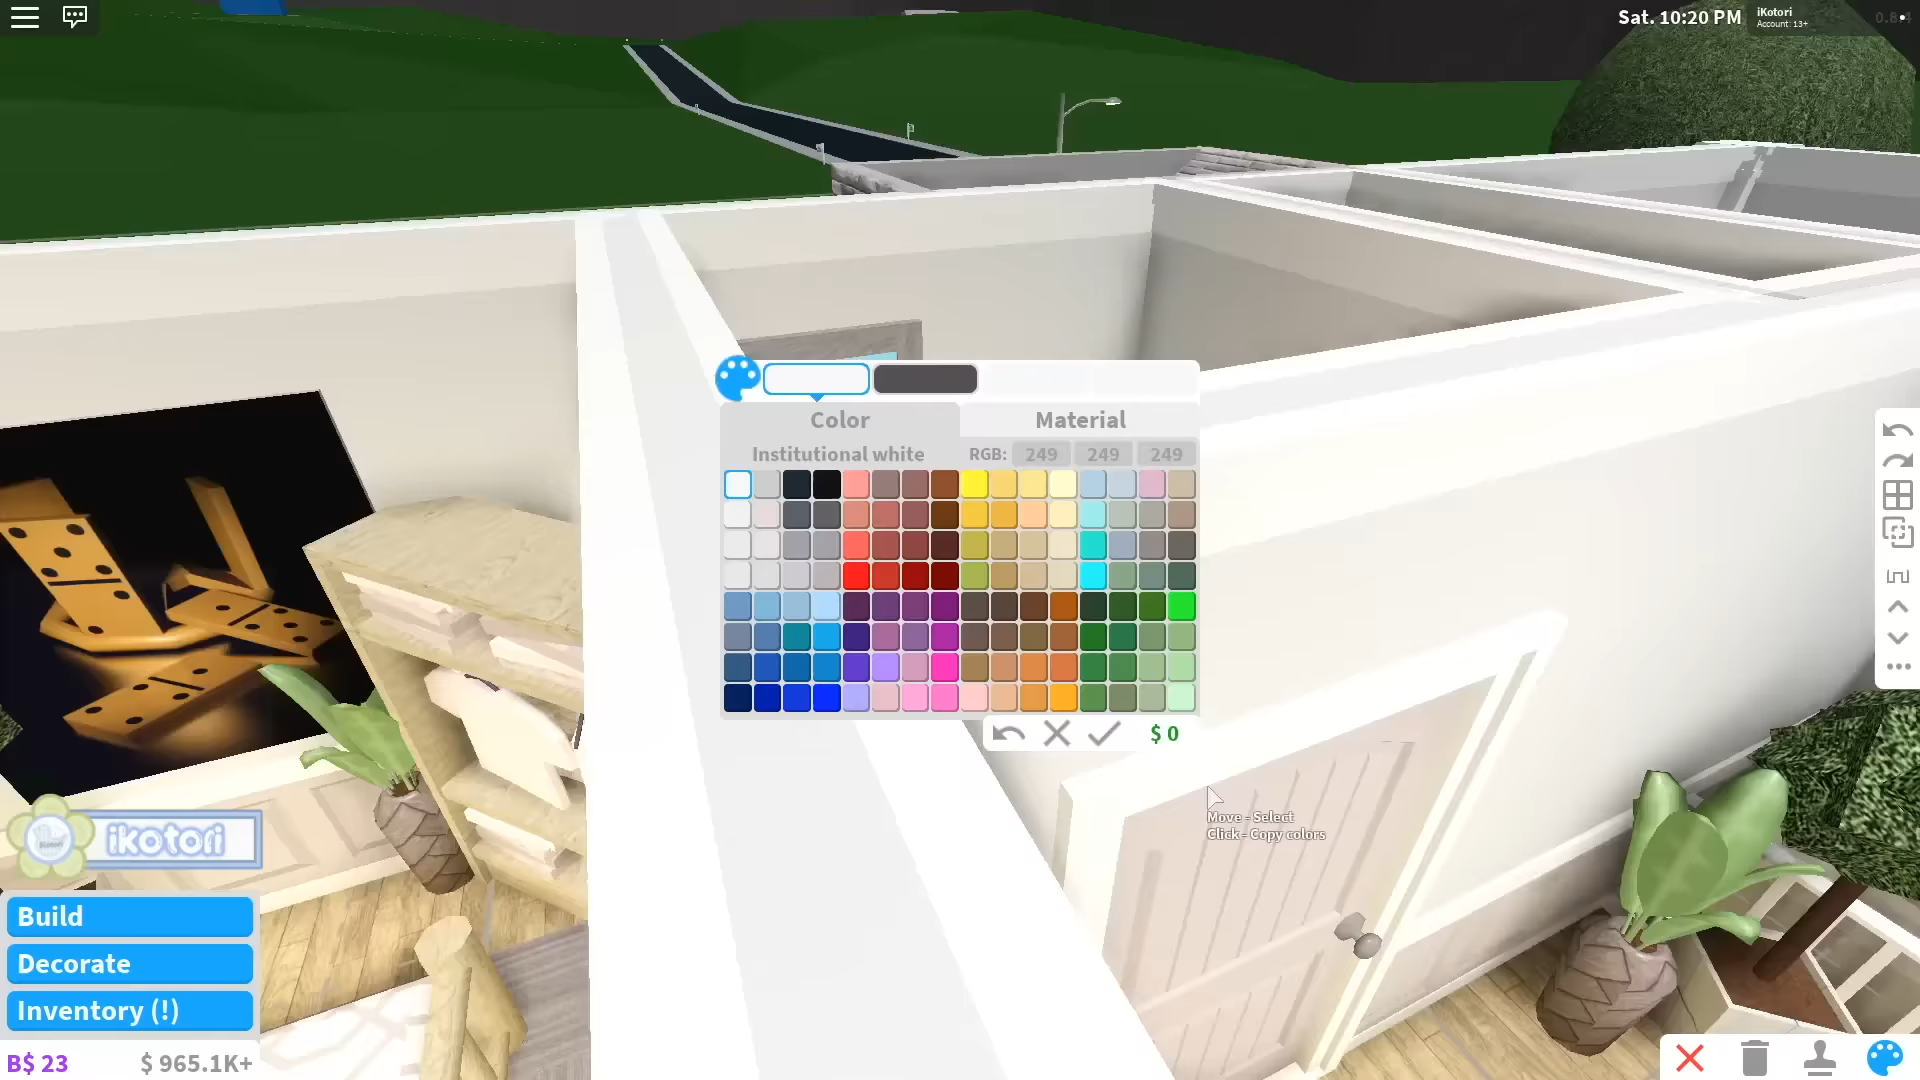 Sat. 10:20 PM
iKotori
Account: 13+
Color
Material
Institutional white
RGB: 249 249 249
$ 0
Move - Select
Click - Copy colors
ikotori
Build
Decorate
Inventory (!)
B$ 23
$ 965.1K+